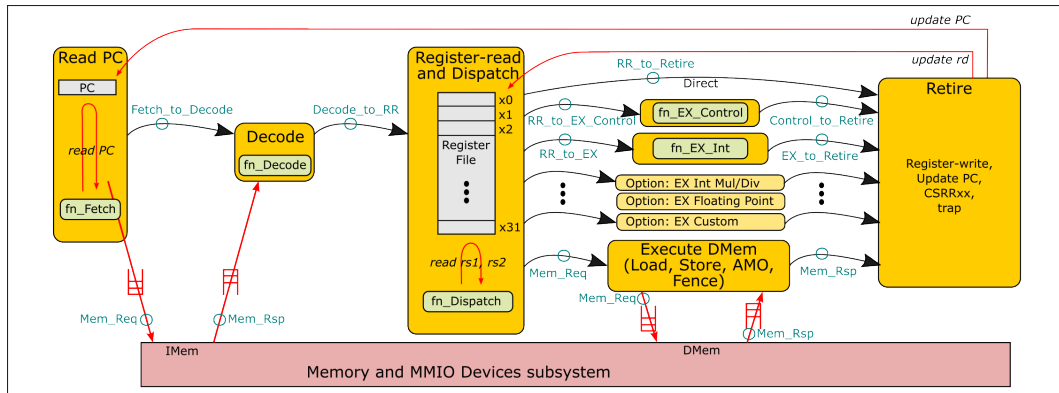 update PC
update rd
Read PC
PC
read PC
fn_Fetch
Fetch_to_Decode
Decode
fn_Decode
Decode_to_RR
Register-read
and Dispatch
x0
x1
x2
Register
File
x31
read rs1, rs2
fn_Dispatch
RR_to_Retire
Direct
RR_to_EX_Control
fn_EX_Control
Control_to_Retire
RR_to_EX
fn_EX_Int
EX_to_Retire
Option: EX Int Mul/Div
Option: EX Floating Point
Option: EX Custom
Mem_Req
Execute DMem
(Load, Store, AMO,
Fence)
Mem_Rsp
Retire
Register-write,
Update PC,
CSRRxx,
trap
Mem_Req
Mem_Rsp
Mem_Req
Mem_Rsp
IMem
DMem
Memory and MMIO Devices subsystem